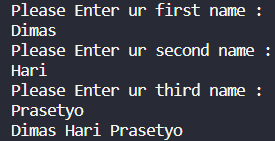 Please Enter ur first name :
Dimas
Please Enter ur second name :
Hari
Please Enter ur third name :
Prasetyo
Dimas Hari Prasetyo